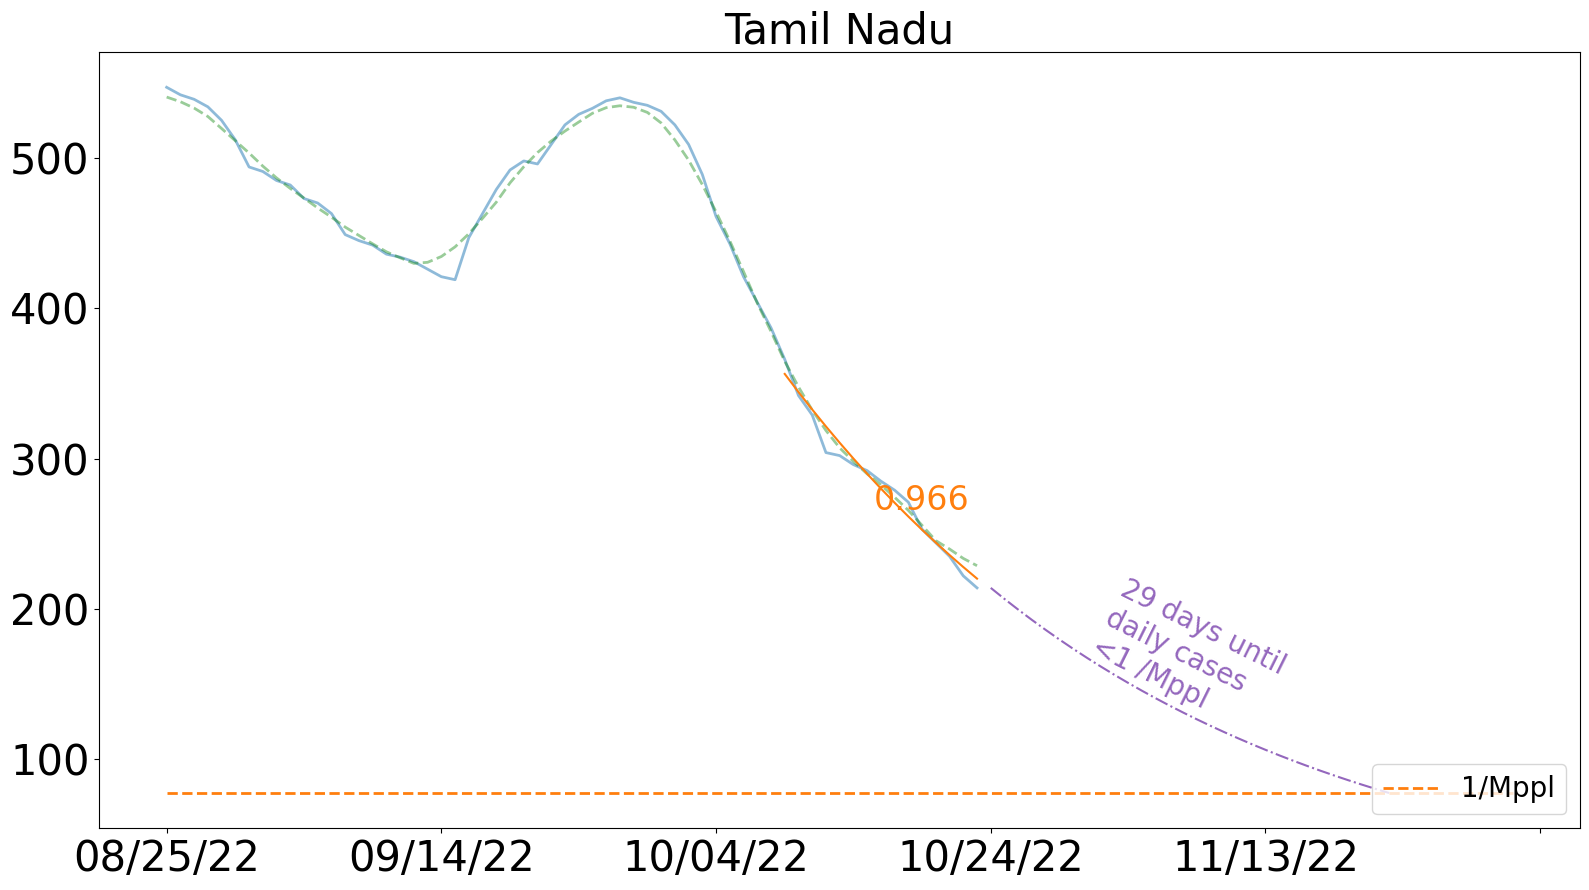 Tamil Nadu
500
400
300
200
100
0.966
29 days until
daily cases
<1 /Mppl
1/Mppl
08/25/22
09/14/22
10/04/22
10/24/22
11/13/22